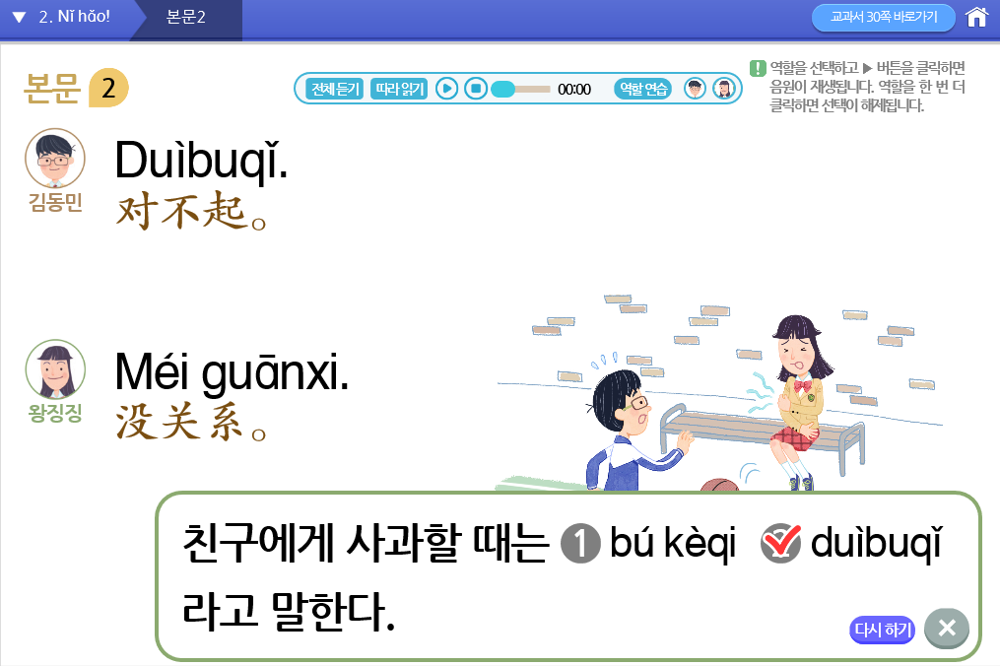 ▼ 2. Nǐ hǎo! 본문2 교과서 30쪽 바로가기
본문 2
전체 듣기 따라 읽기 00:00 역할 연습
! 역할을 선택하고 ▶ 버튼을 클릭하면
음원이 재생됩니다. 역할을 한 번 더
클릭하면 선택이 해제됩니다.
Duìbuqǐ.
对不起。
김동민
Méi guānxi.
没关系。
왕징징
친구에게 사과할 때는 1 bú kèqi 2 duìbuqǐ
라고 말한다.
다시 하기